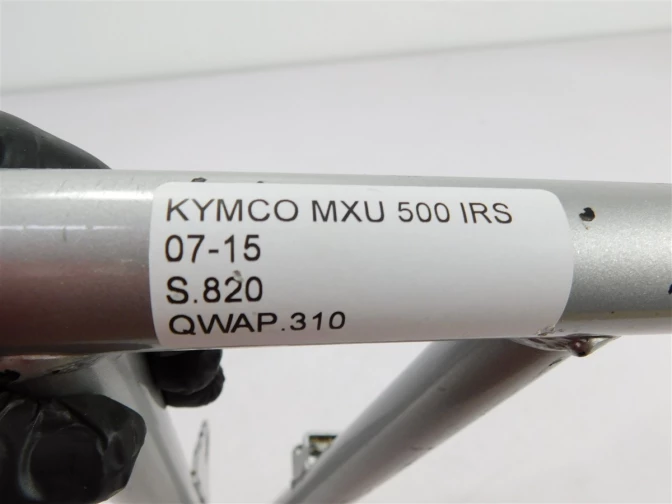 KYMCO MXU 500 IRS
07-15
S.820
QWAP.310